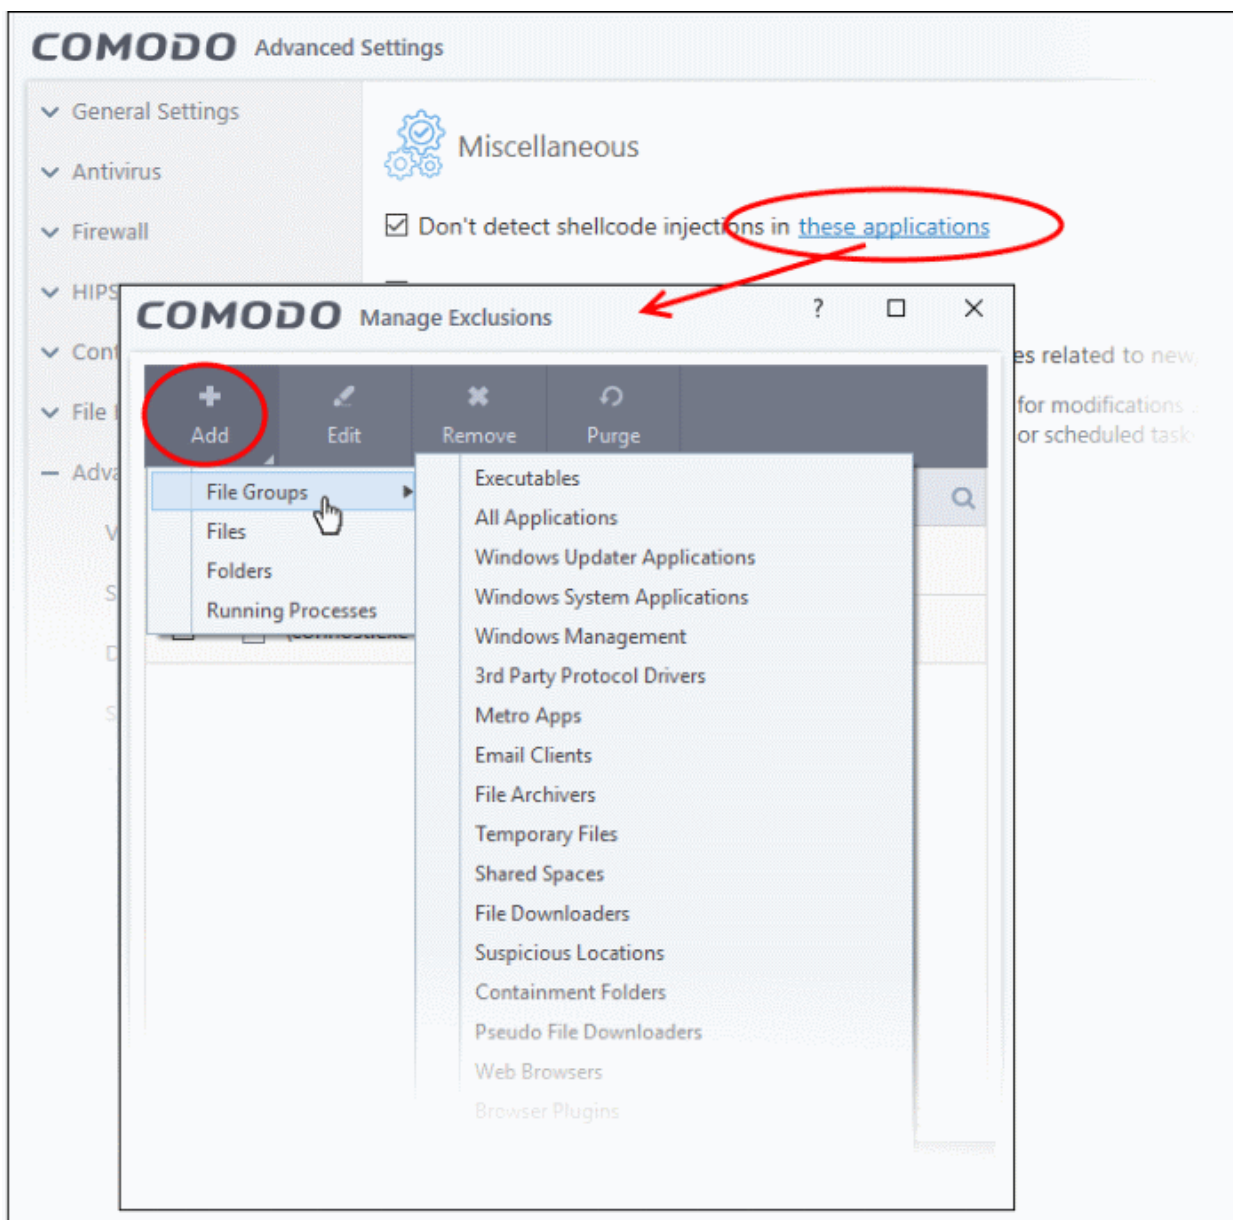 COMODO Advanced Settings
General Settings
Antivirus
Firewall
HIPS
Miscellaneous
Don't detect shellcode injections in these applications
es related to new,
for modifications
or scheduled task
COMODO Manage Exclusions ?
Add Edit Remove Purge
File Groups
Files
Folders
Running Processes
Executables
All Applications
Windows Updater Applications
Windows System Applications
Windows Management
3rd Party Protocol Drivers
Metro Apps
Email Clients
File Archivers
Temporary Files
Shared Spaces
File Downloaders
Suspicious Locations
Containment Folders
Pseudo File Downloaders
Web Browsers
Browser Plugins
Cont
File
Adva